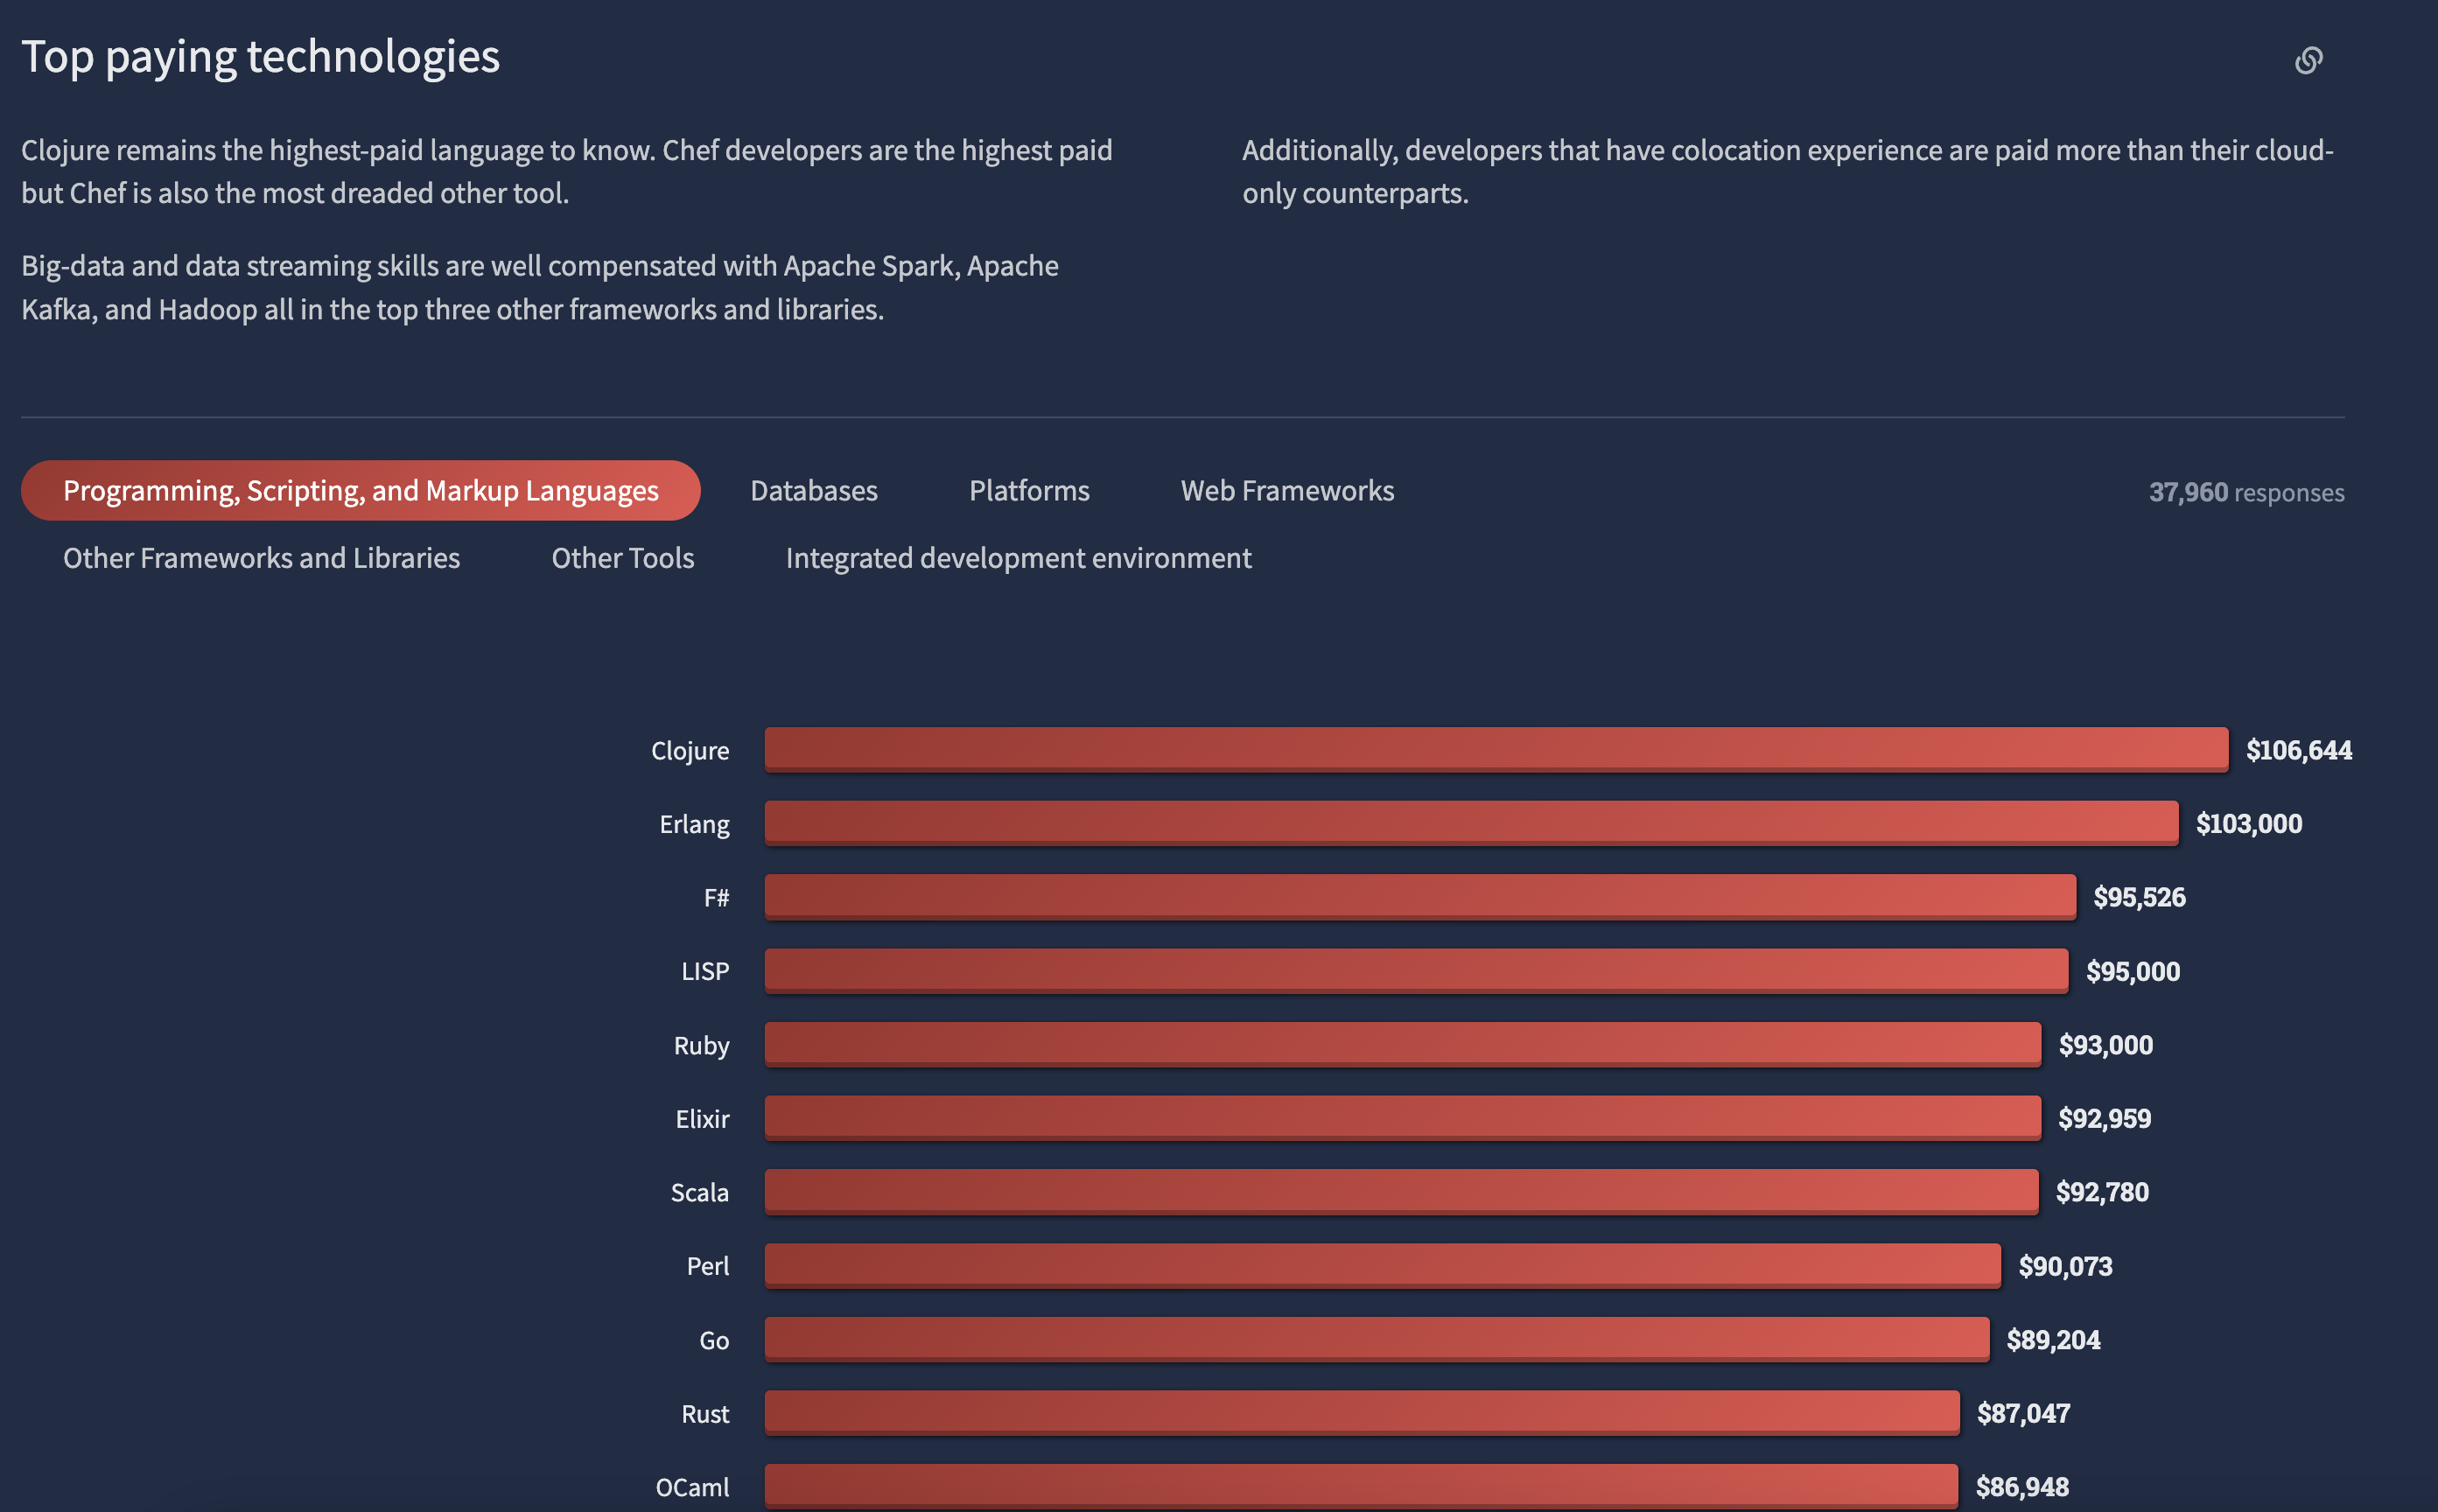 Top paying technologies
Clojure remains the highest-paid language to know. Chef developers are the highest paid
but Chef is also the most dreaded other tool.
Big-data and data streaming skills are well compensated with Apache Spark, Apache
Kafka, and Hadoop all in the top three other frameworks and libraries.
Additionally, developers that have colocation experience are paid more than their cloud-
only counterparts.
Programming, Scripting, and Markup Languages Databases Platforms Web Frameworks 37,960 responses
Other Frameworks and Libraries Other Tools Integrated development environment
Clojure $106,644
Erlang $103,000
F# $95,526
LISP $95,000
Ruby $93,000
Elixir $92,959
Scala $92,780
Perl $90,073
Go $89,204
Rust $87,047
OCaml $86,948